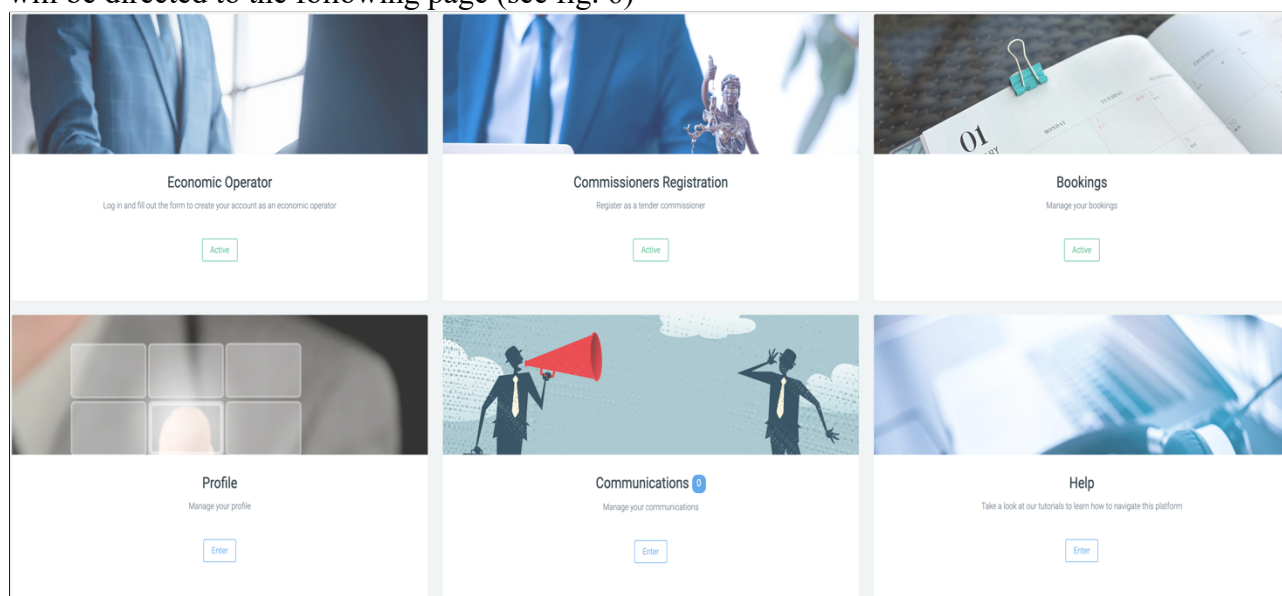 will be directed to the following page (see fig. 6)
01
MONDAY
TUESDAY
Economic Operator
Log in and fill out the form to create your account as an economic operator
Active
Commissioners Registration
Register as a tender commissioner
Active
Bookings
Manage your bookings
Active
Profile
Manage your profile
Enter
Communications 0
Manage your communications
Enter
Help
Take a look at our tutorials to learn how to navigate this platform
Enter